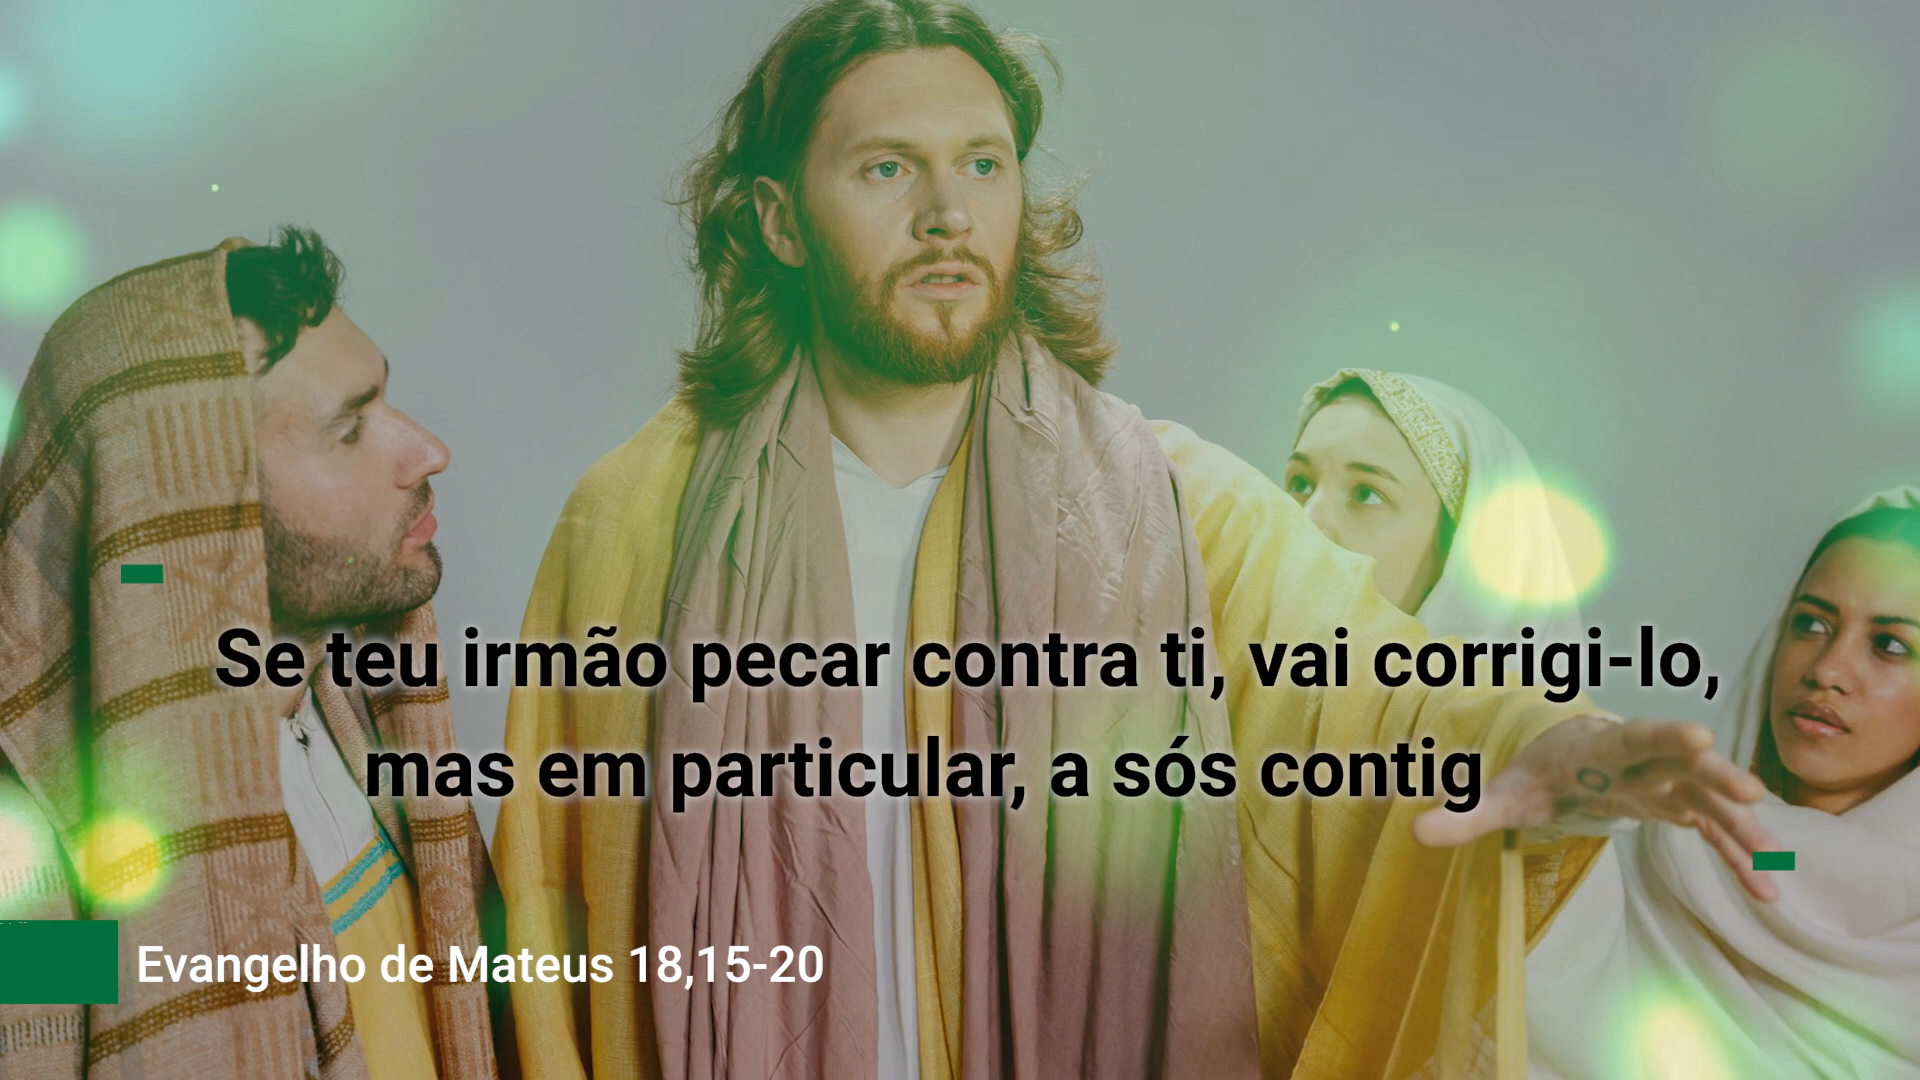 Se teu irmão pecar contra ti, vai corrigi-lo,
mas em particular, a sós contig
Evangelho de Mateus 18,15-20